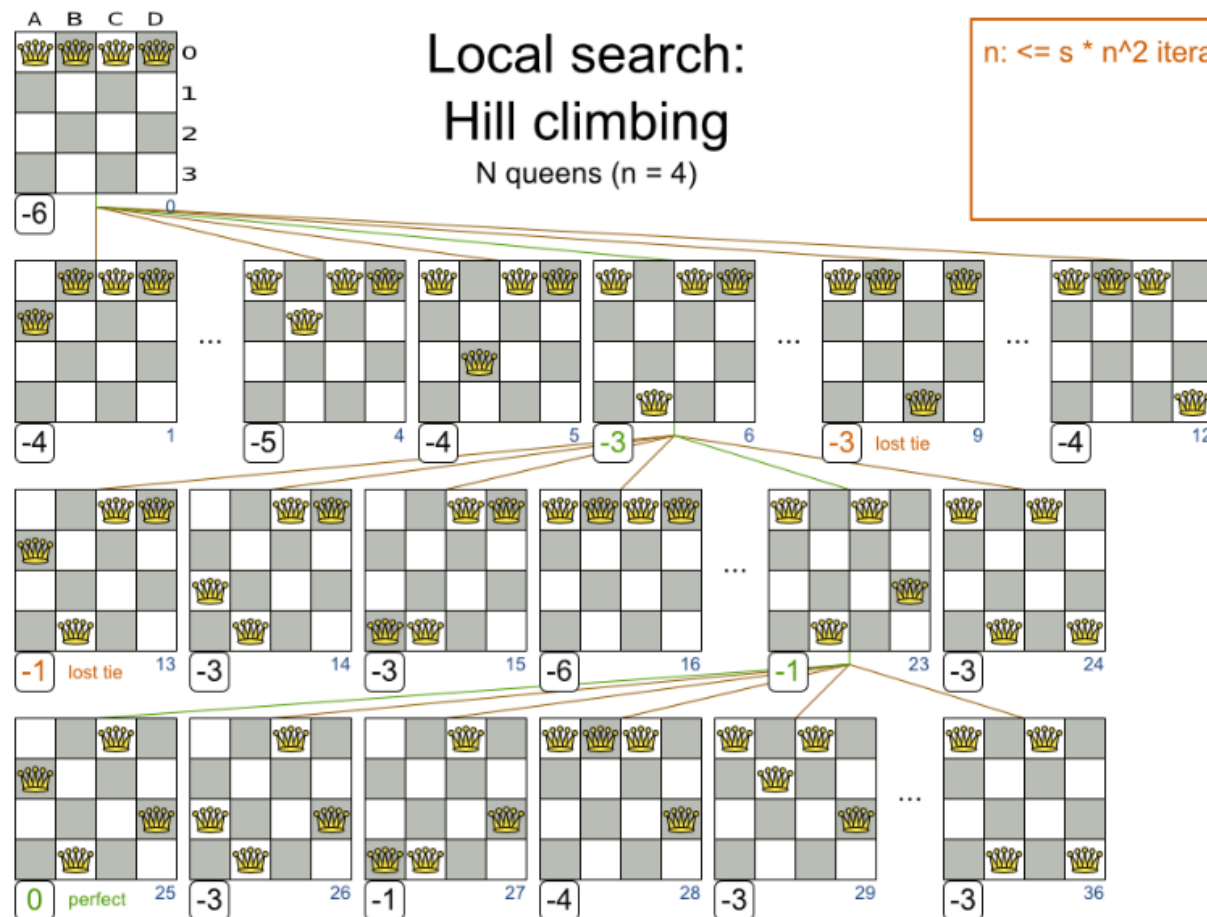 A B C D
Local search:
Hill climbing
N queens (n = 4)
n: <= s * n^2 itera
0
1
2
3
-6 0
... ... ...
-4 1 -5 4 -4 5 -3 6 -3 lost tie 9 -4 12
...
-1 lost tie 13 -3 14 -3 15 -6 16 -1 23 -3 24
...
0 perfect 25 -3 26 -1 27 -4 28 -3 29 -3 36